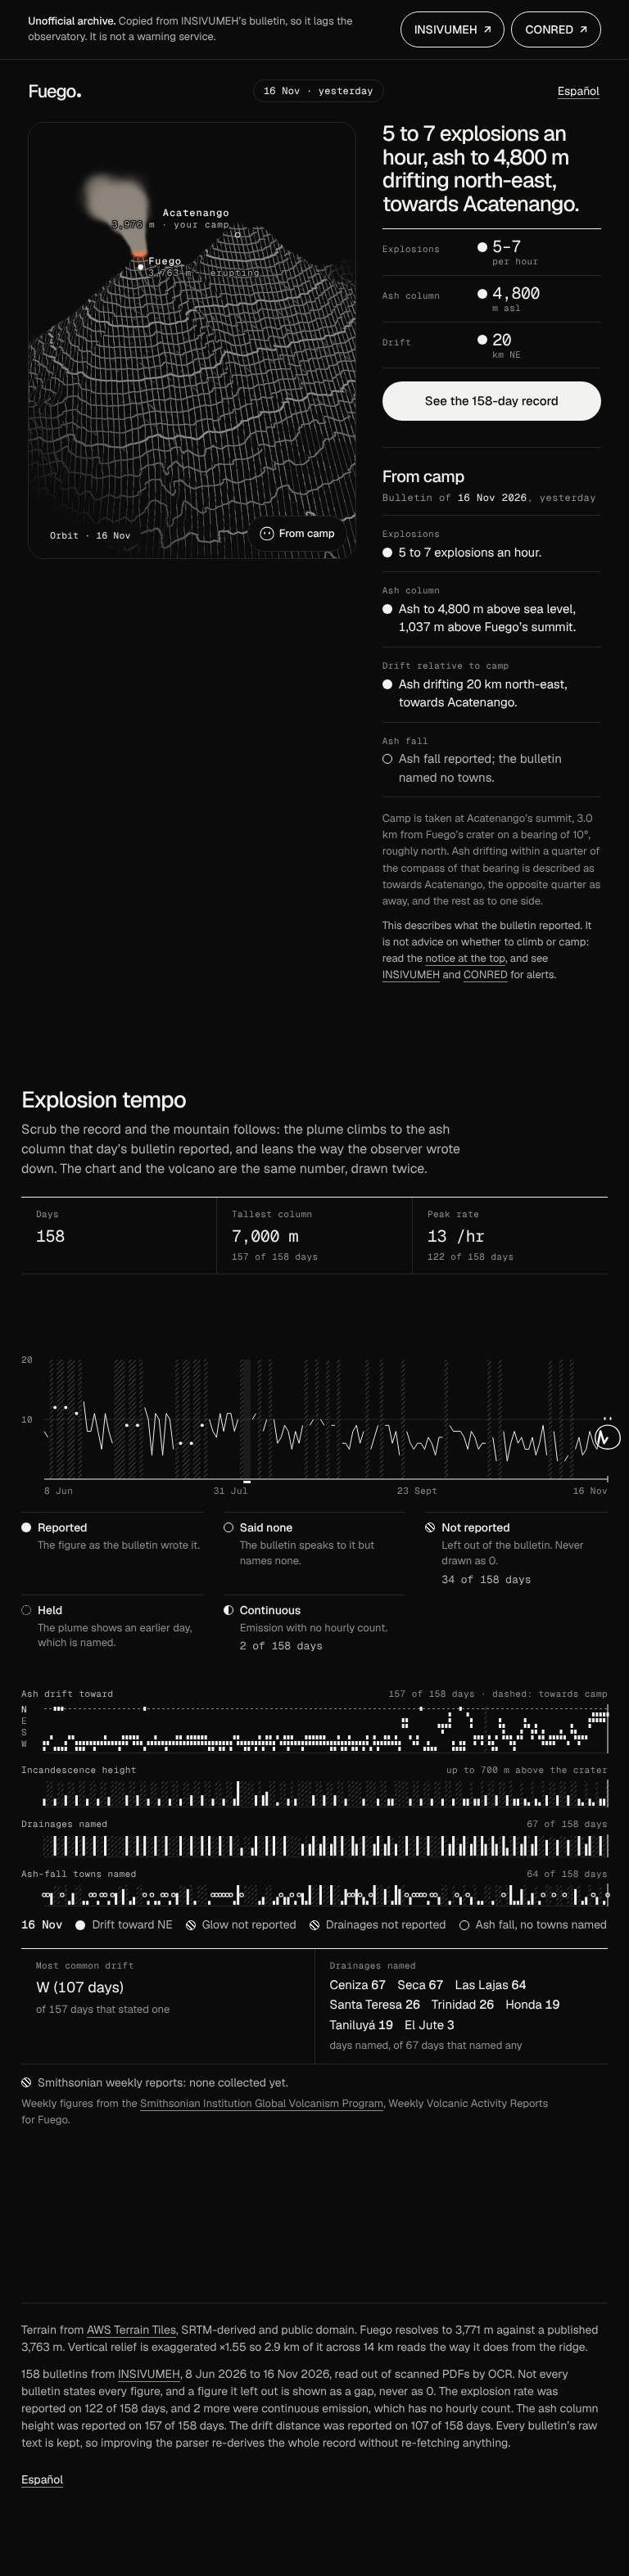 Unofficial archive. Copied from INSIVUMEH's bulletin, so it lags the
observatory. It is not a warning service.
INSIVUMEH ↗
CONRED ↗
Fuego.
16 Nov · yesterday
Español
Acatenango
3,976 m · your camp
Fuego
3,763 m · erupting
Orbit · 16 Nov
From camp
5 to 7 explosions an
hour, ash to 4,800 m
drifting north-east,
towards Acatenango.
Explosions
5–7
per hour
Ash column
4,800
m asl
Drift
20
km NE
See the 158-day record
From camp
Bulletin of 16 Nov 2026, yesterday
Explosions
5 to 7 explosions an hour.
Ash column
Ash to 4,800 m above sea level,
1,037 m above Fuego's summit.
Drift relative to camp
Ash drifting 20 km north-east,
towards Acatenango.
Ash fall
Ash fall reported; the bulletin
named no towns.
Camp is taken at Acatenango's summit, 3.0
km from Fuego's crater on a bearing of 10°,
roughly north. Ash drifting within a quarter of
the compass of that bearing is described as
towards Acatenango, the opposite quarter as
away, and the rest as to one side.
This describes what the bulletin reported. It
is not advice on whether to climb or camp:
read the notice at the top, and see
INSIVUMEH and CONRED for alerts.
Explosion tempo
Scrub the record and the mountain follows: the plume climbs to the ash
column that day's bulletin reported, and leans the way the observer wrote
down. The chart and the volcano are the same number, drawn twice.
Days
158
Tallest column
7,000 m
157 of 158 days
Peak rate
13 /hr
122 of 158 days
20
10
8 Jun
31 Jul
23 Sept
16 Nov
Reported
The figure as the bulletin wrote it.
Said none
The bulletin speaks to it but
names none.
Not reported
Left out of the bulletin. Never
drawn as 0.
34 of 158 days
Held
The plume shows an earlier day,
which is named.
Continuous
Emission with no hourly count.
2 of 158 days
Ash drift toward
157 of 158 days · dashed: towards camp
N
E
S
W
Incandescence height
up to 700 m above the crater
Drainages named
67 of 158 days
Ash-fall towns named
64 of 158 days
16 Nov
Drift toward NE
Glow not reported
Drainages not reported
Ash fall, no towns named
Most common drift
W (107 days)
of 157 days that stated one
Drainages named
Ceniza 67 Seca 67 Las Lajas 64
Santa Teresa 26 Trinidad 26 Honda 19
Taniluyá 19 El Jute 3
days named, of 67 days that named any
Smithsonian weekly reports: none collected yet.
Weekly figures from the Smithsonian Institution Global Volcanism Program, Weekly Volcanic Activity Reports
for Fuego.
Terrain from AWS Terrain Tiles, SRTM-derived and public domain. Fuego resolves to 3,771 m against a published
3,763 m. Vertical relief is exaggerated ×1.55 so 2.9 km of it across 14 km reads the way it does from the ridge.
158 bulletins from INSIVUMEH, 8 Jun 2026 to 16 Nov 2026, read out of scanned PDFs by OCR. Not every
bulletin states every figure, and a figure it left out is shown as a gap, never as 0. The explosion rate was
reported on 122 of 158 days, and 2 more were continuous emission, which has no hourly count. The ash column
height was reported on 157 of 158 days. The drift distance was reported on 107 of 158 days. Every bulletin's raw
text is kept, so improving the parser re-derives the whole record without re-fetching anything.
Español